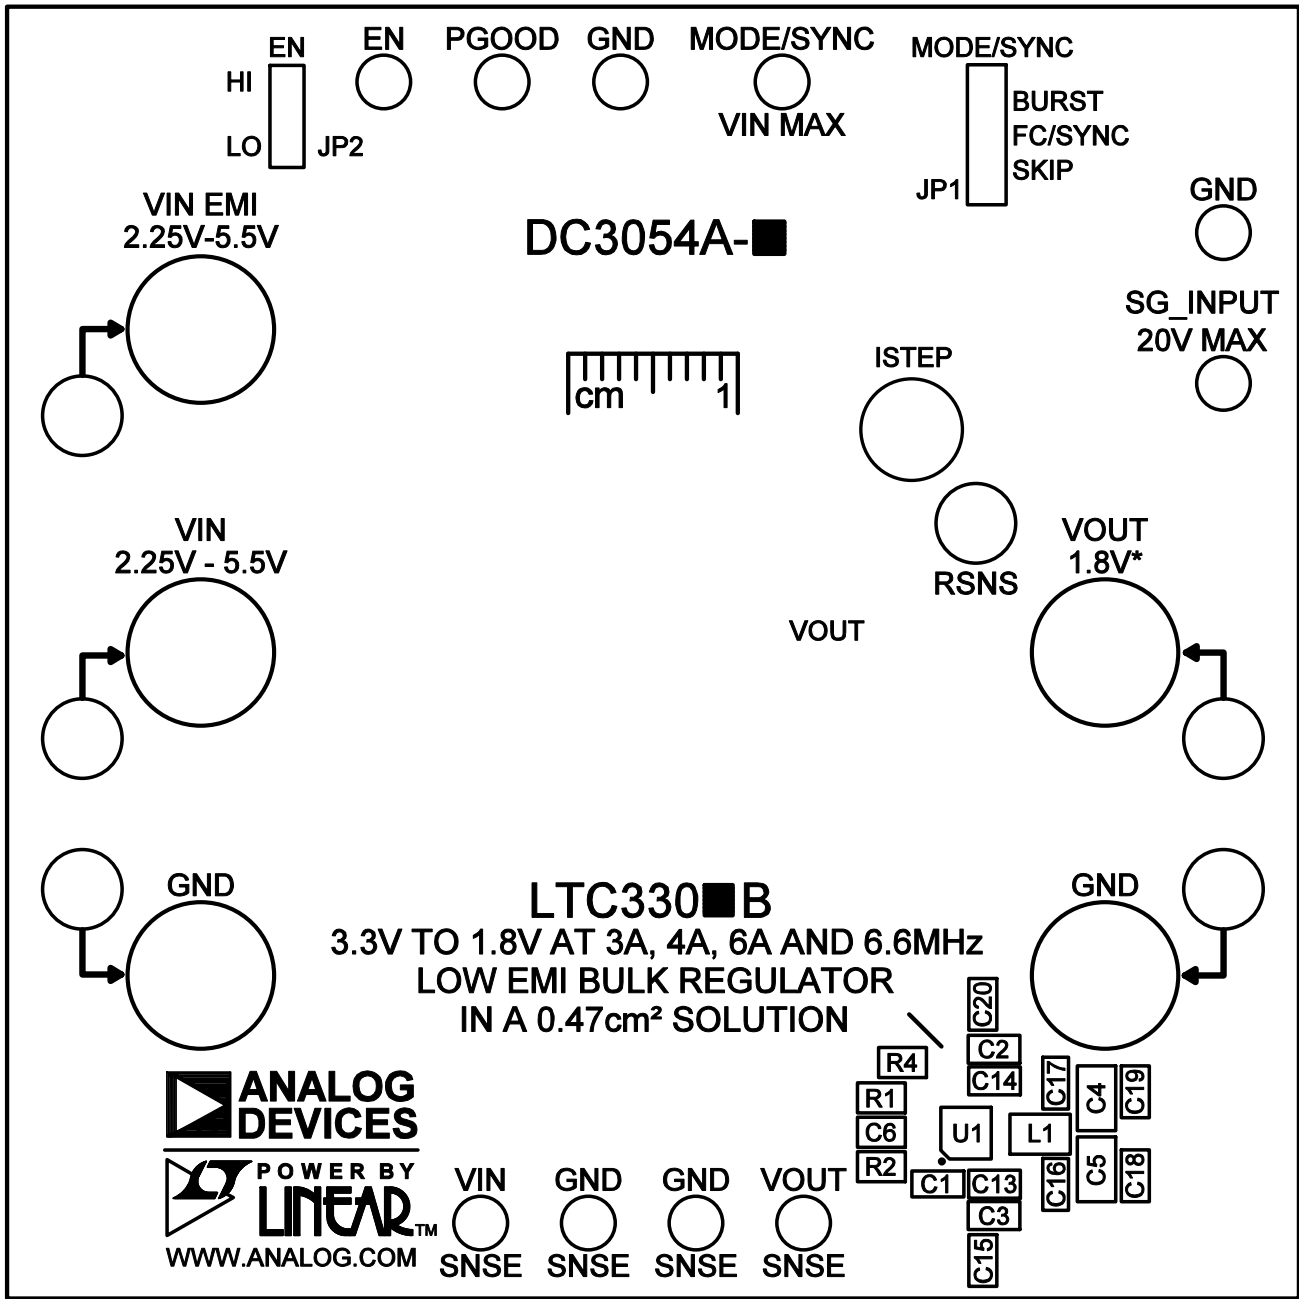 EN
EN
PGOOD
GND
MODE/SYNC
MODE/SYNC
HI
LO
JP2
VIN MAX
BURST
FC/SYNC
SKIP
JP1
VIN EMI
2.25V-5.5V
DC3054A-■
GND
SG_INPUT
20V MAX
cm 1
ISTEP
RSNS
VIN
2.25V - 5.5V
VOUT
1.8V*
VOUT
GND
LTC330■B
GND
3.3V TO 1.8V AT 3A, 4A, 6A AND 6.6MHz
LOW EMI BULK REGULATOR
IN A 0.47cm² SOLUTION
C20
C2
R4
C14
C17
C4
C19
R1
C6
U1
L1
R2
C1
C13
C16
C5
C18
C3
C15
ANALOG
DEVICES
POWER BY
LINEAR™
WWW.ANALOG.COM
VIN
SNSE
GND
SNSE
GND
SNSE
VOUT
SNSE